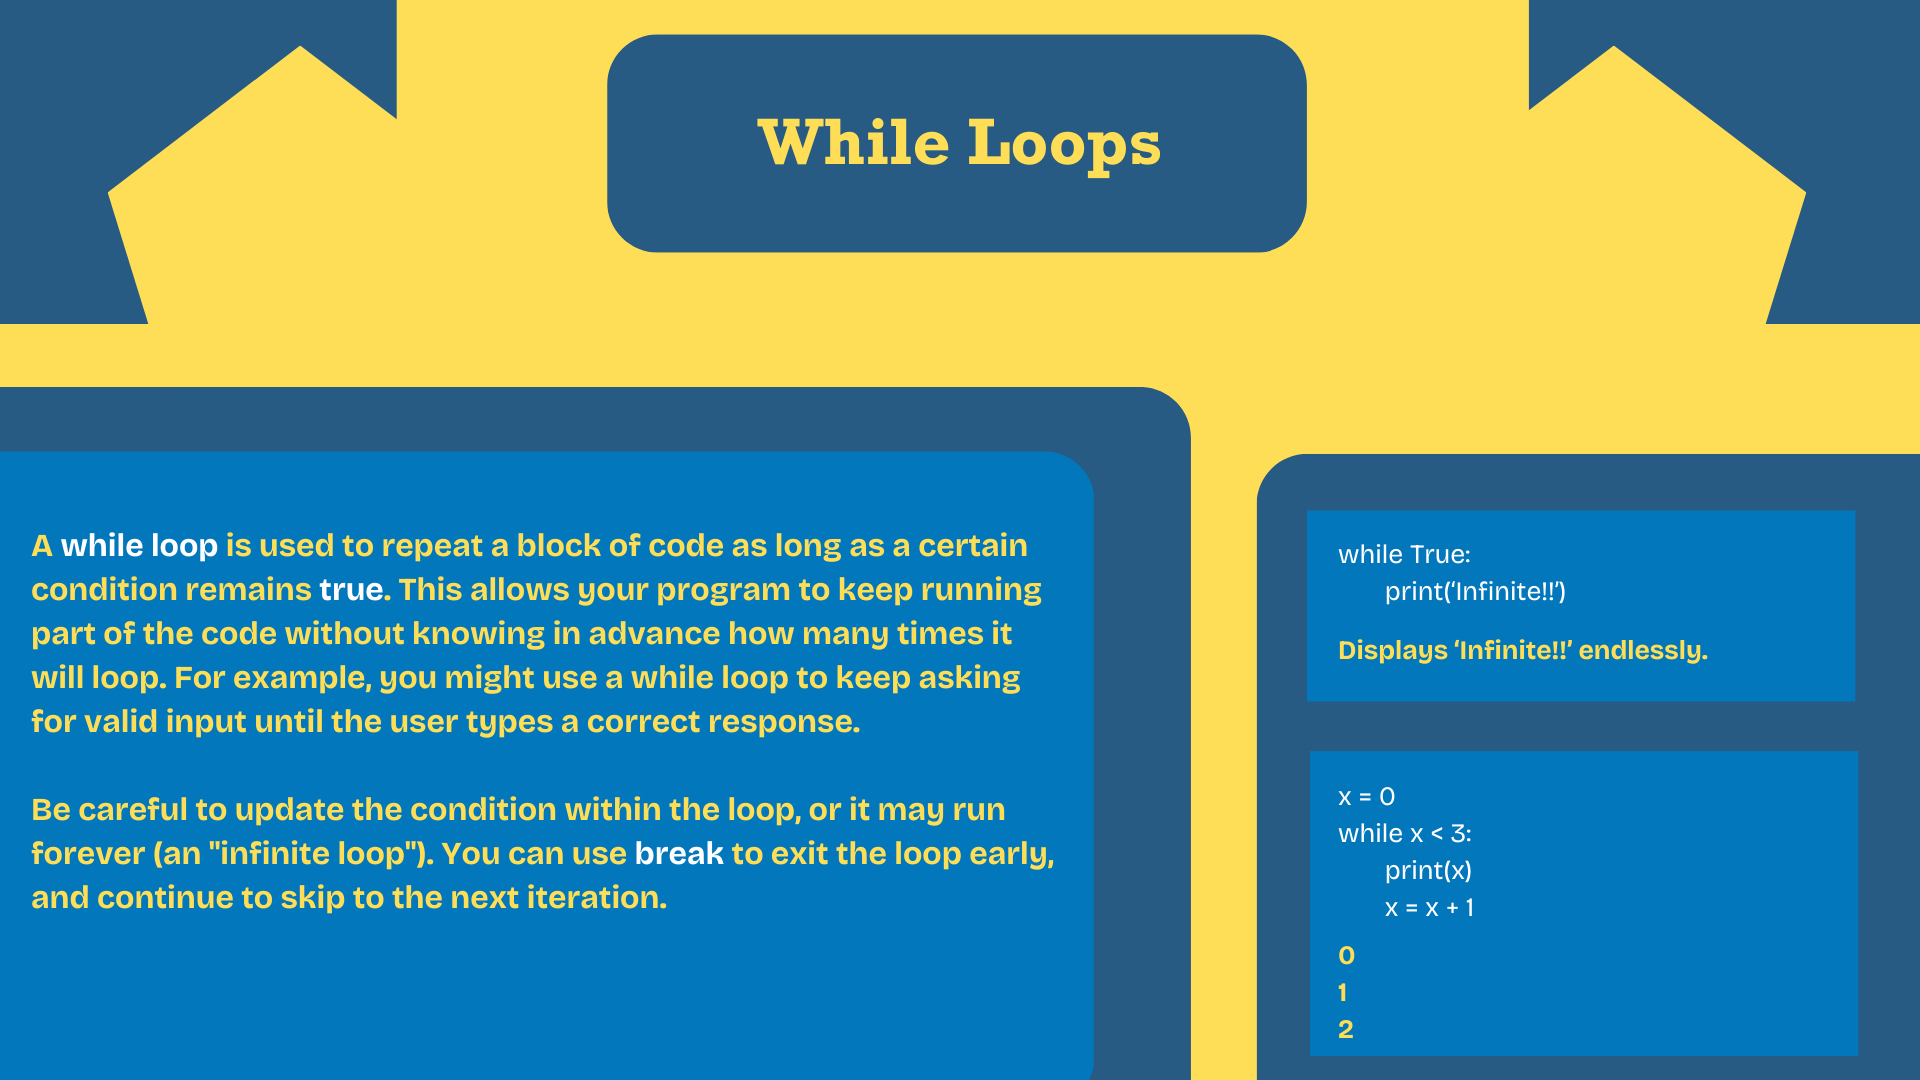 While Loops
A while loop is used to repeat a block of code as long as a certain
condition remains true. This allows your program to keep running
part of the code without knowing in advance how many times it
will loop. For example, you might use a while loop to keep asking
for valid input until the user types a correct response.
Be careful to update the condition within the loop, or it may run
forever (an "infinite loop"). You can use break to exit the loop early,
and continue to skip to the next iteration.
while True:
print(‘Infinite!!’)
Displays ‘Infinite!!’ endlessly.
x = 0
while x < 3:
print(x)
x = x + 1
0
1
2